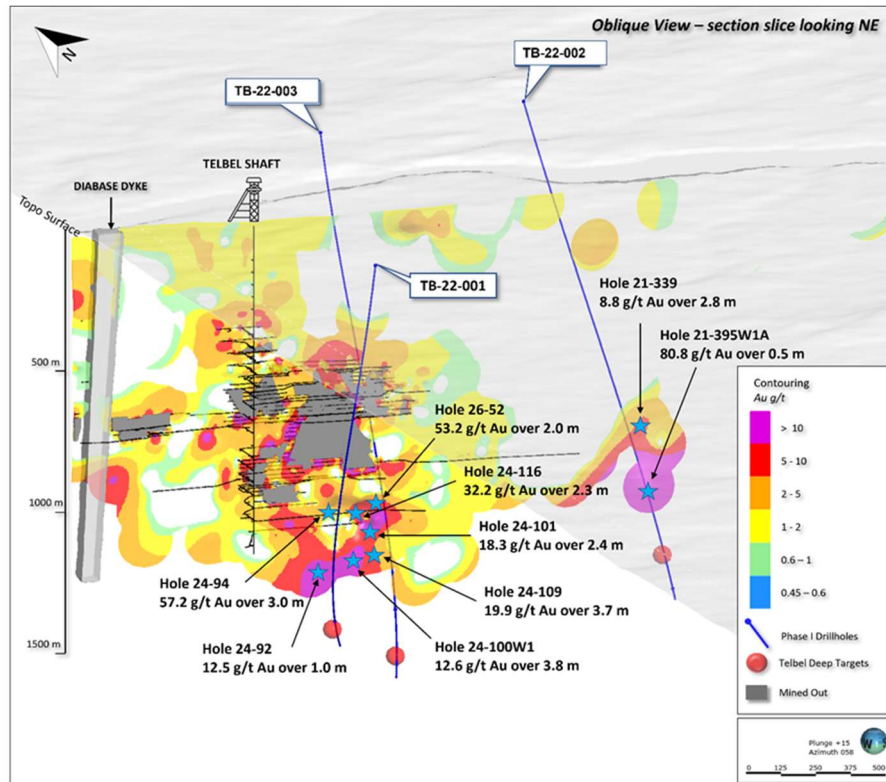 Oblique View – section slice looking NE
N
TB-22-002
TB-22-003
TELBEL SHAFT
DIABASE DYKE
Topo Surface
TB-22-001
Hole 21-339
8.8 g/t Au over 2.8 m
Hole 21-395W1A
80.8 g/t Au over 0.5 m
500 m
Hole 26-52
53.2 g/t Au over 2.0 m
Hole 24-116
32.2 g/t Au over 2.3 m
1000 m
Hole 24-101
18.3 g/t Au over 2.4 m
Hole 24-94
57.2 g/t Au over 3.0 m
Hole 24-109
19.9 g/t Au over 3.7 m
Hole 24-92
12.5 g/t Au over 1.0 m
Hole 24-100W1
12.6 g/t Au over 3.8 m
1500 m
Contouring
Au g/t
> 10
5 - 10
2 - 5
1 - 2
0.6 – 1
0.45 – 0.6
Phase I Drillholes
Telbel Deep Targets
Mined Out
Plunge +15
Azimuth 058
0 125 250 375 500